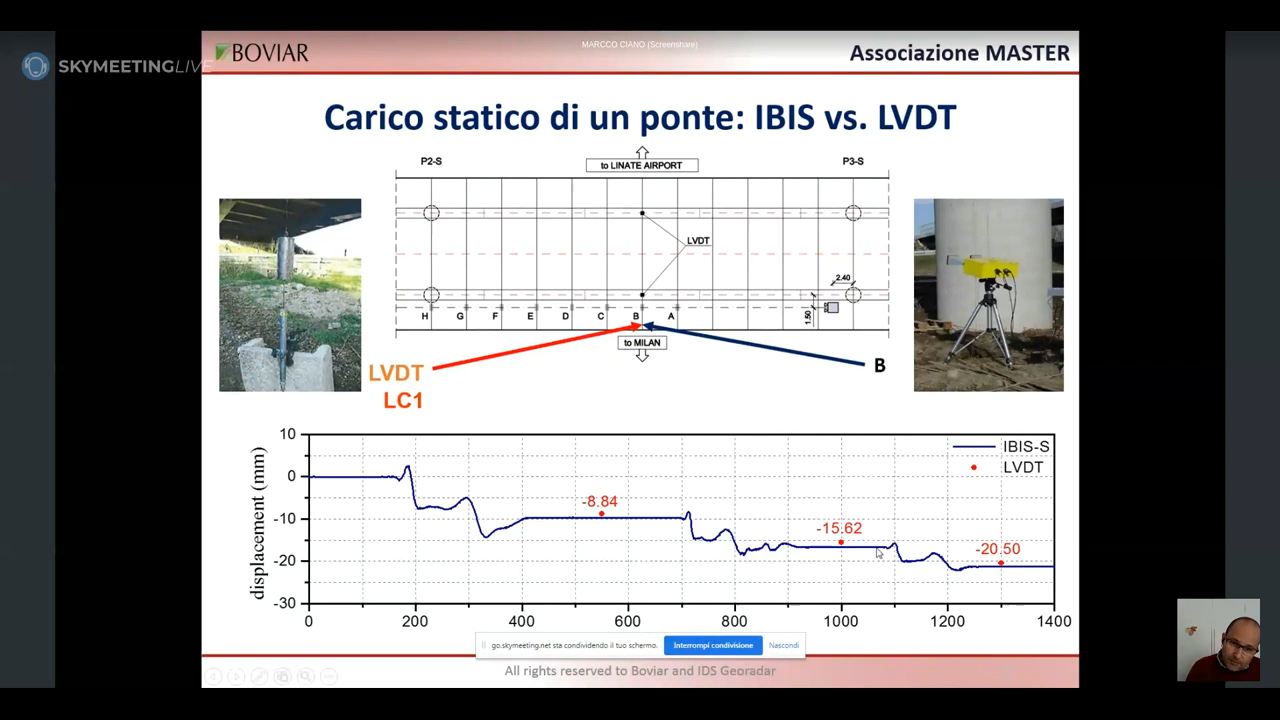 BOVIAR
MARCCO CIANO (Screenshare)
Associazione MASTER
SKYMEETINGLIVE
Carico statico di un ponte: IBIS vs. LVDT
P2-S
to LINATE AIRPORT
P3-S
LVDT
2.40
1.50
H G F E D C B A
to MILAN
LVDT
LC1
B
displacement (mm)
10
0
-10
-20
-30
IBIS-S
LVDT
-8.84
-15.62
-20.50
0 200 400 600 800 1000 1200 1400
go.skymeeting.net sta condividendo il tuo schermo.
Interrompi condivisione
Nascondi
All rights reserved to Boviar and IDS Georadar